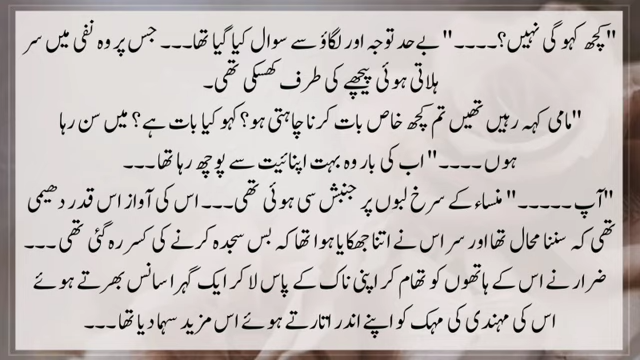 "کچھ کہو گی نہیں؟۔۔۔۔" بے حد توجہ اور لگاؤ سے سوال کیا گیا تھا۔۔۔ جس پر وہ نفی میں سر
ہلاتی ہوئی پیچھے کی طرف کھسکی تھی۔
"مامی کہہ رہیں تھیں تم کچھ خاص بات کرنا چاہتی ہو؟ کہو کیا بات ہے؟ میں سن رہا
ہوں ۔۔۔۔" اب کی بار وہ بہت اپنائیت سے پوچھ رہا تھا۔۔۔
"آپ ۔۔۔۔۔۔" منساء کے سرخ لبوں پر جنبش سی ہوئی تھی۔۔۔ اس کی آواز اس قدر دھیمی
تھی کہ سننا محال تھا اور سر اس نے اتنا جھکایا ہوا تھا کہ بس سجدہ کرنے کی کسر رہ گئی تھی ۔۔۔
ضرار نے اس کے ہاتھوں کو تھام کر اپنی ناک کے پاس لا کر ایک گہرا سانس بھرتے ہوئے
اس کی مہندی کی مہک کو اپنے اندر اتارتے ہوئے اس مزید سہما دیا تھا۔۔۔